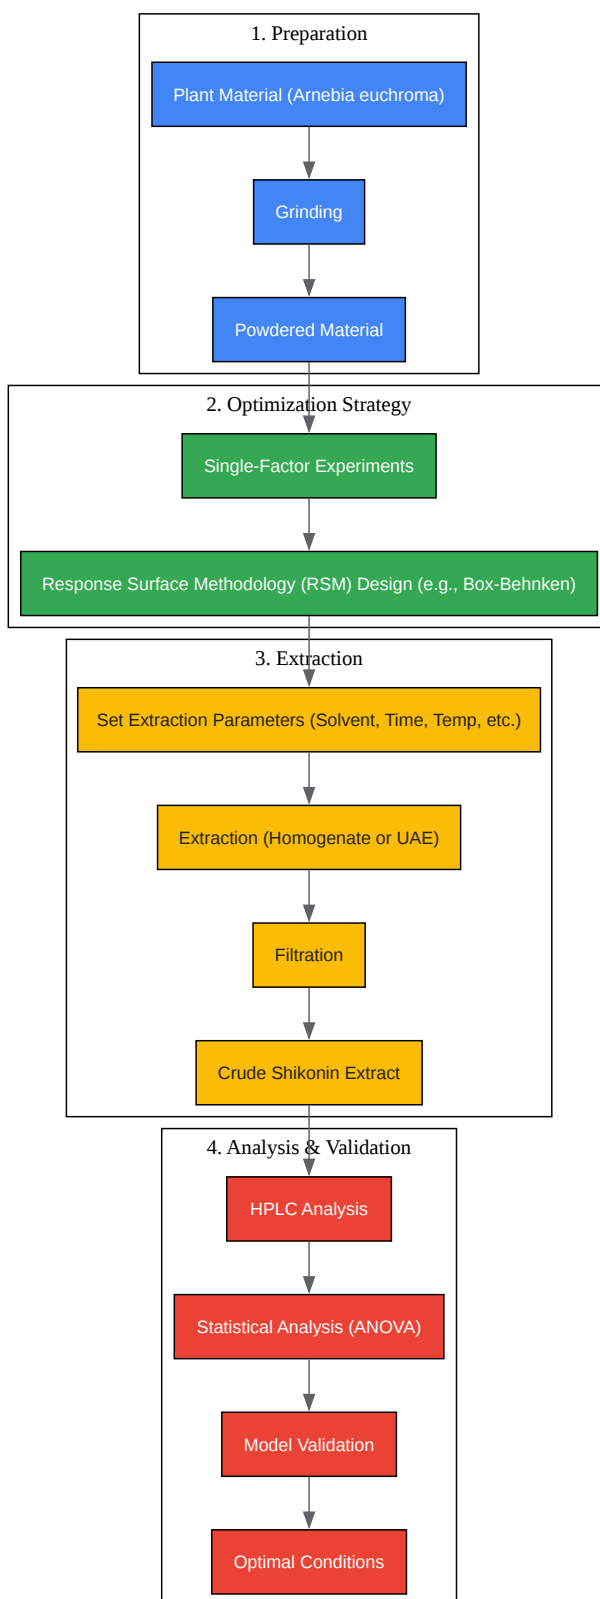 1. Preparation
Plant Material (Arnebia euchroma)
Grinding
Powdered Material
2. Optimization Strategy
Single-Factor Experiments
Response Surface Methodology (RSM) Design (e.g., Box-Behnken)
3. Extraction
Set Extraction Parameters (Solvent, Time, Temp, etc.)
Extraction (Homogenate or UAE)
Filtration
Crude Shikonin Extract
4. Analysis & Validation
HPLC Analysis
Statistical Analysis (ANOVA)
Model Validation
Optimal Conditions